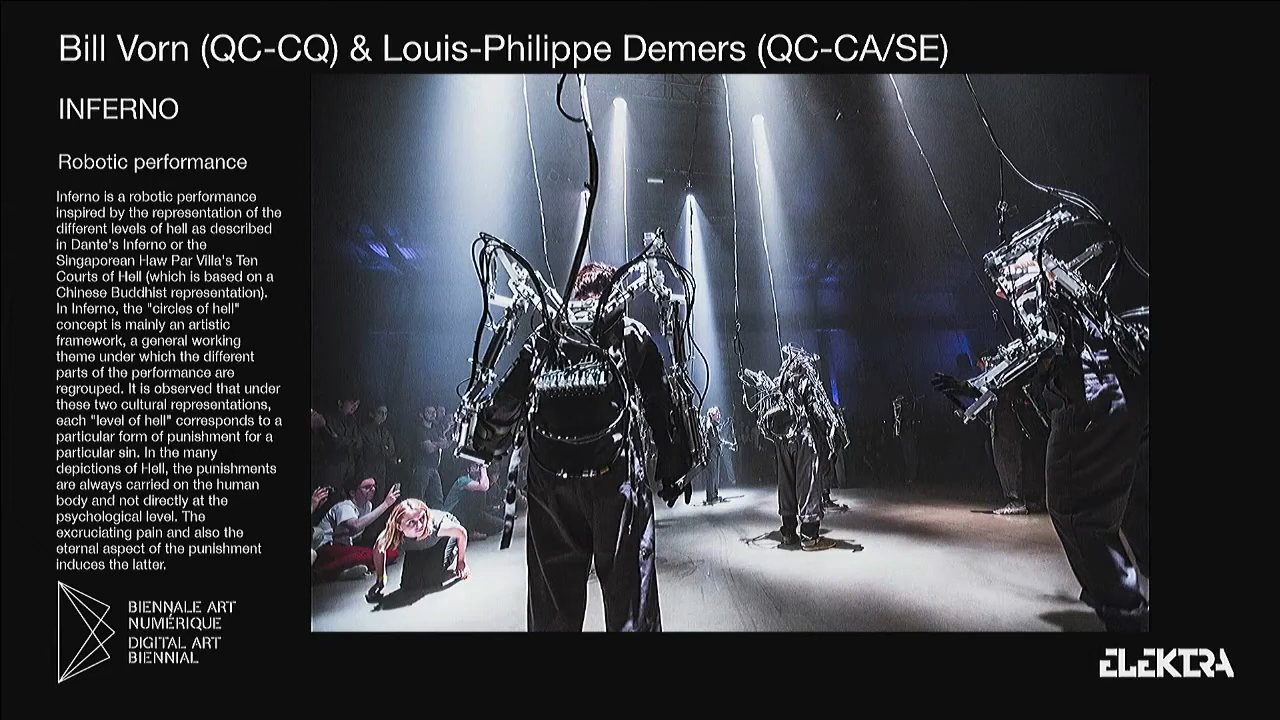 Bill Vorn (QC-CQ) & Louis-Philippe Demers (QC-CA/SE)
INFERNO
Robotic performance
Inferno is a robotic performance
inspired by the representation of the
different levels of hell as described
in Dante's Inferno or the
Singaporean Haw Par Villa's Ten
Courts of Hell (which is based on a
Chinese Buddhist representation).
In Inferno, the "circles of hell"
concept is mainly an artistic
framework, a general working
theme under which the different
parts of the performance are
regrouped. It is observed that under
these two cultural representations,
each "level of hell" corresponds to a
particular form of punishment for a
particular sin. In the many
depictions of Hell, the punishments
are always carried on the human
body and not directly at the
psychological level. The
excruciating pain and also the
eternal aspect of the punishment
induces the latter.
BIENNALE ART
NUMÉRIQUE
DIGITAL ART
BIENNIAL
ELEKTRA